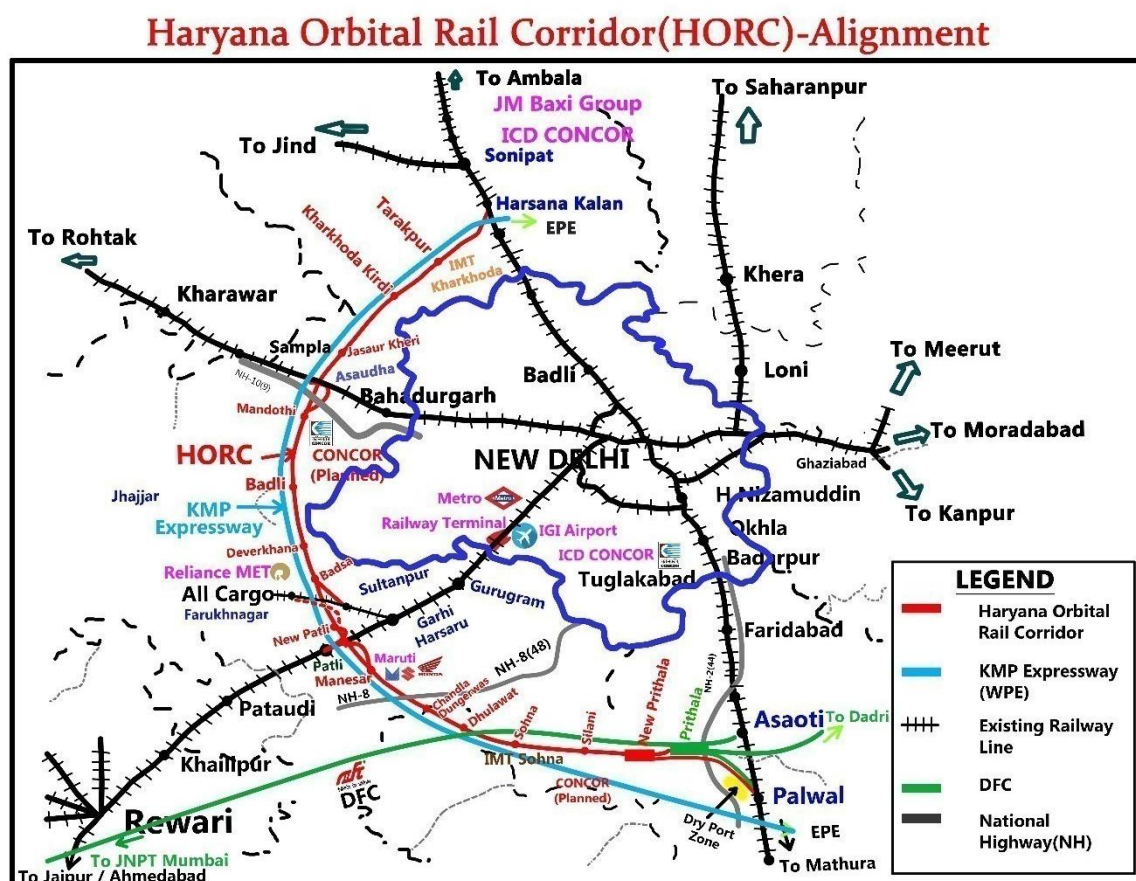 Haryana Orbital Rail Corridor(HORC)-Alignment
To Ambala
JM Baxi Group
ICD CONCOR
To Saharanpur
To Jind
Sonipat
Harsana Kalan
EPE
Tarakpur
IMT
Kharkhoda
Kharkhoda Kirdi
To Rohtak
Kharawar
Khera
Sampla
Jasaur Kheri
NH-10(9)
Asaudha
Badli
Loni
To Meerut
Mandothi
Bahadurgarh
To Moradabad
HORC
CONCOR
(Planned)
NEW DELHI
Ghaziabad
To Kanpur
Badli
Jhajjar
KMP
Expressway
Metro
Metro
H.Nizamuddin
Railway Terminal
IGI Airport
Okhla
Deverkhana
ICD CONCOR
Badarpur
Reliance MET
Badsa
Sultanpur
Tuglakabad
All Cargo
Farukhnagar
Gurugram
Garhi
Harsaru
New Patli
Faridabad
Patli
Manesar
Maruti
HONDA
NH-8(48)
NH-8
NH-2(44)
Pataudi
Chandla
Dungerwas
Dhulawat
Sohna
Silani
New Prithala
Prithala
Asaoti
To Dadri
Khailipur
IMT Sohna
DFC
CONCOR
(Planned)
Palwal
Rewari
Dry Port
Zone
EPE
To JNPT Mumbai
To Mathura
To Jaipur / Ahmedabad
LEGEND
Haryana Orbital
Rail Corridor
KMP Expressway
(WPE)
Existing Railway
Line
DFC
National
Highway(NH)